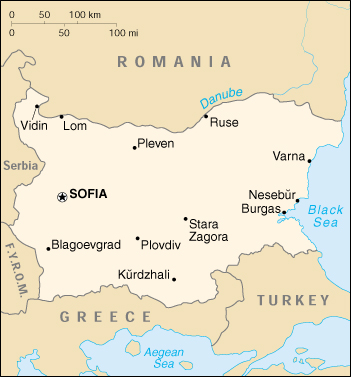 0 50 100 km
0 50 100 mi
ROMANIA
Danube
Vidin
Lom
Ruse
Pleven
Varna
Serbia
SOFIA
Nesebŭr
Burgas
Black
Sea
Stara
Zagora
Blagoevgrad
Plovdiv
F.Y.R.O.M.
Kŭrdzhali
TURKEY
GREECE
Aegean
Sea